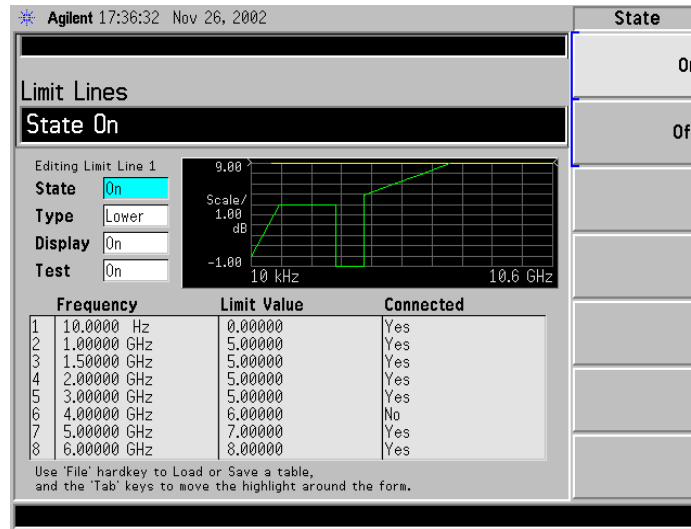 Agilent 17:36:32 Nov 26, 2002
State
Limit Lines
State On
Editing Limit Line 1
State On
Type Lower
Display On
Test On
9.00
Scale/
1.00
dB
-1.00
10 kHz 10.6 GHz
Frequency Limit Value Connected
1 10.0000 Hz 0.00000 Yes
2 1.00000 GHz 5.00000 Yes
3 1.50000 GHz 5.00000 Yes
4 2.00000 GHz 5.00000 Yes
5 3.00000 GHz 5.00000 Yes
6 4.00000 GHz 6.00000 No
7 5.00000 GHz 7.00000 Yes
8 6.00000 GHz 8.00000 Yes
Use 'File' hardkey to Load or Save a table,
and the 'Tab' keys to move the highlight around the form.